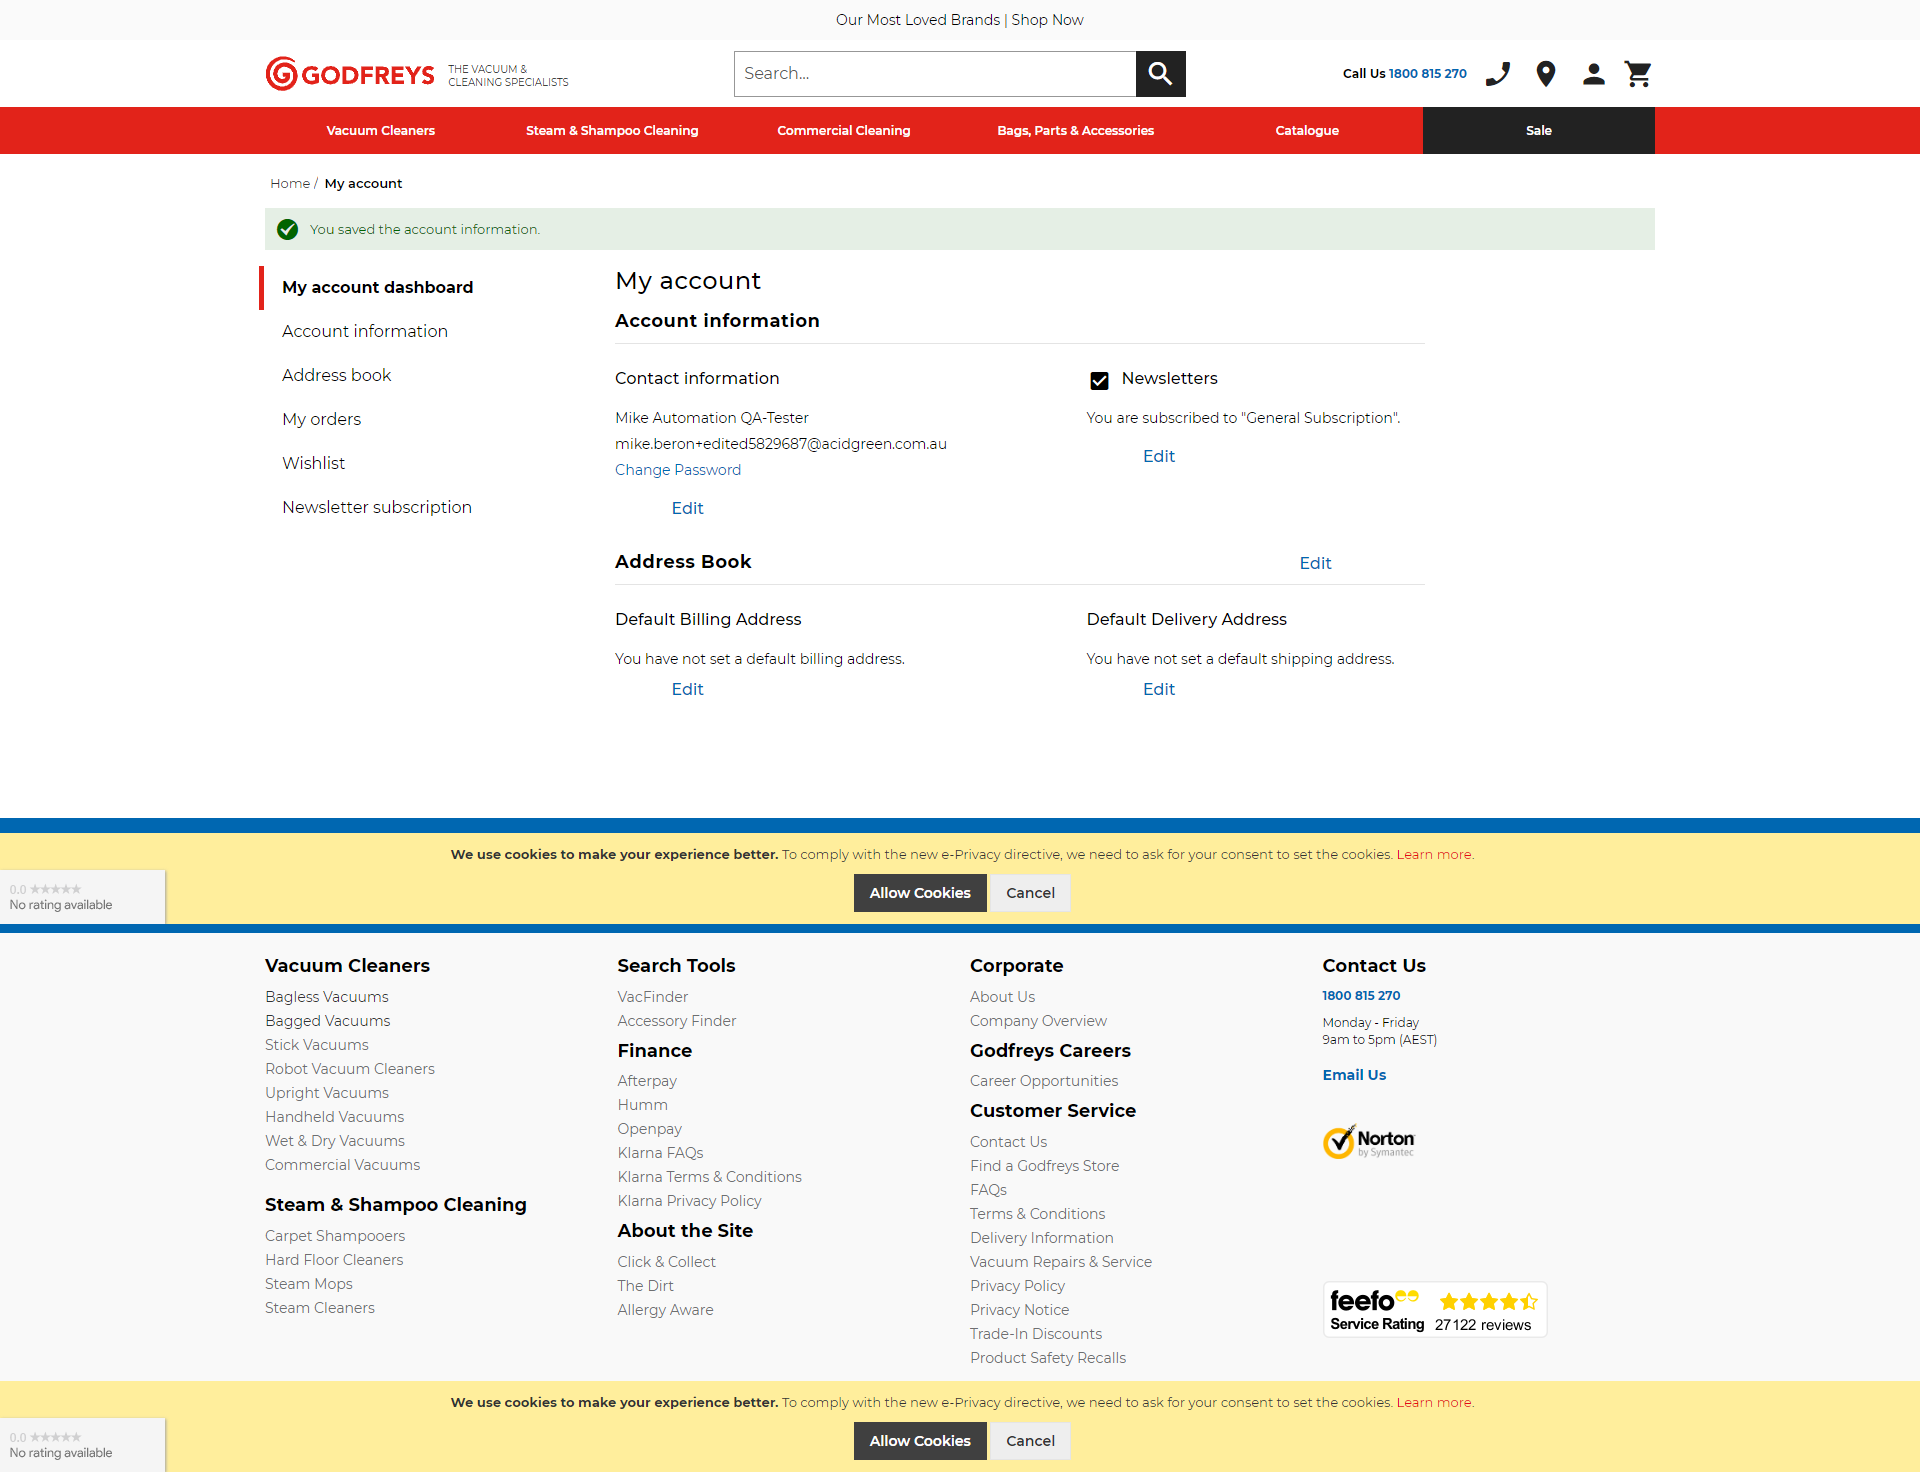 Our Most Loved Brands | Shop Now
GODFREYS
THE VACUUM &
CLEANING SPECIALISTS
Search...
Call Us 1800 815 270
Vacuum Cleaners
Steam & Shampoo Cleaning
Commercial Cleaning
Bags, Parts & Accessories
Catalogue
Sale
Home / My account
You saved the account information.
My account dashboard
Account information
Address book
My orders
Wishlist
Newsletter subscription
My account
Account information
Contact information
Mike Automation QA-Tester
mike.beron+edited5829687@acidgreen.com.au
Change Password
Edit
Newsletters
You are subscribed to "General Subscription".
Edit
Address Book
Edit
Default Billing Address
You have not set a default billing address.
Edit
Default Delivery Address
You have not set a default shipping address.
Edit
We use cookies to make your experience better. To comply with the new e-Privacy directive, we need to ask for your consent to set the cookies. Learn more.
Allow Cookies
Cancel
0.0 ★★★★★
No rating available
Vacuum Cleaners
Bagless Vacuums
Bagged Vacuums
Stick Vacuums
Robot Vacuum Cleaners
Upright Vacuums
Handheld Vacuums
Wet & Dry Vacuums
Commercial Vacuums
Steam & Shampoo Cleaning
Carpet Shampooers
Hard Floor Cleaners
Steam Mops
Steam Cleaners
Search Tools
VacFinder
Accessory Finder
Finance
Afterpay
Humm
Openpay
Klarna FAQs
Klarna Terms & Conditions
Klarna Privacy Policy
About the Site
Click & Collect
The Dirt
Allergy Aware
Corporate
About Us
Company Overview
Godfreys Careers
Career Opportunities
Customer Service
Contact Us
Find a Godfreys Store
FAQs
Terms & Conditions
Delivery Information
Vacuum Repairs & Service
Privacy Policy
Privacy Notice
Trade-In Discounts
Product Safety Recalls
Contact Us
1800 815 270
Monday - Friday
9am to 5pm (AEST)
Email Us
Norton
by Symantec
feefo
Service Rating 27122 reviews
We use cookies to make your experience better. To comply with the new e-Privacy directive, we need to ask for your consent to set the cookies. Learn more.
Allow Cookies
Cancel
0.0 ★★★★★
No rating available